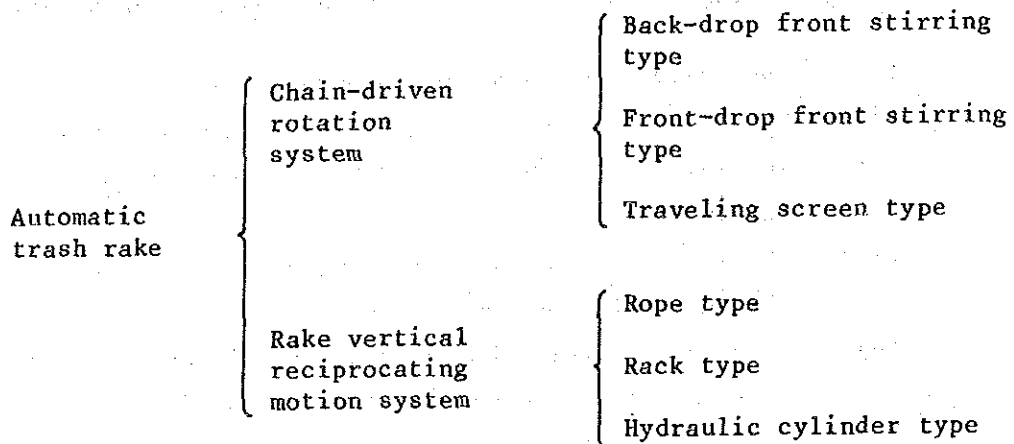 Automatic
trash rake
Chain-driven
rotation
system
Back-drop front stirring
type
Front-drop front stirring
type
Traveling screen type
Rake vertical
reciprocating
motion system
Rope type
Rack type
Hydraulic cylinder type